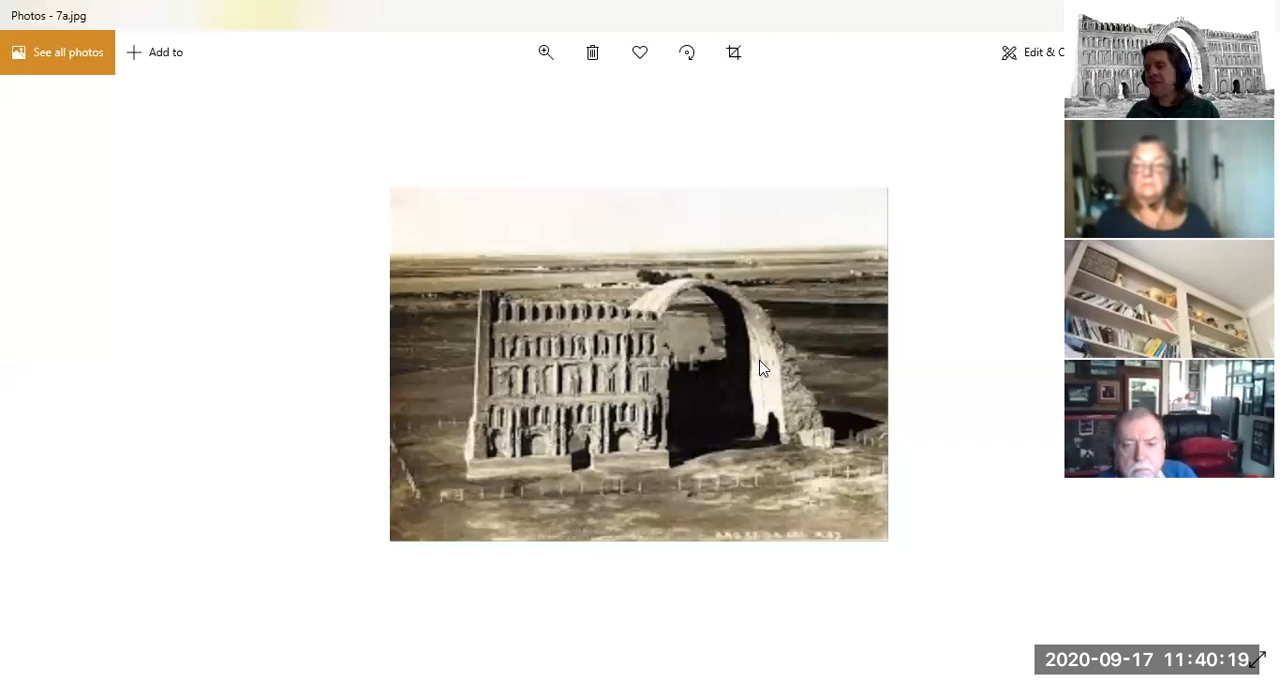 Photos - 7a.jpg
See all photos
Add to
Edit & C
2020-09-17 11:40:19